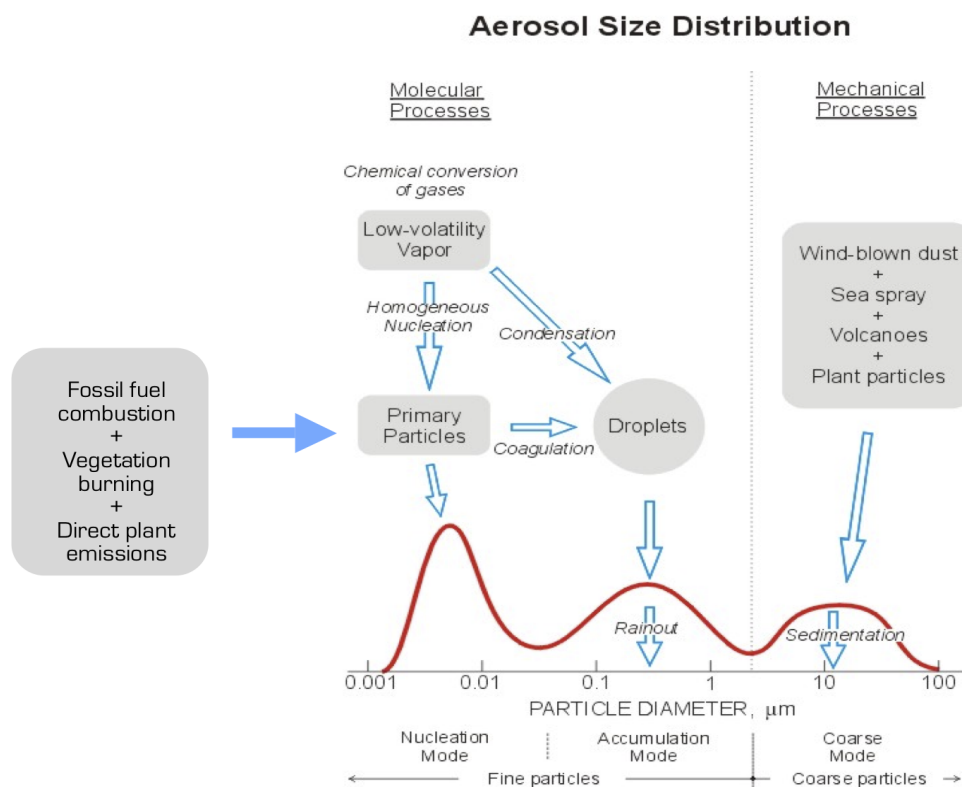 Aerosol Size Distribution
Molecular
Processes
Mechanical
Processes
Chemical conversion
of gases
Low-volatility
Vapor
Homogeneous
Nucleation
Condensation
Wind-blown dust
+
Sea spray
+
Volcanoes
+
Plant particles
Fossil fuel
combustion
+
Vegetation
burning
+
Direct plant
emissions
Primary
Particles
Coagulation
Droplets
Rainout
Sedimentation
0.001 0.01 0.1 1 10 100
PARTICLE DIAMETER, μm
Nucleation
Mode
Accumulation
Mode
Coarse
Mode
Fine particles
Coarse particles